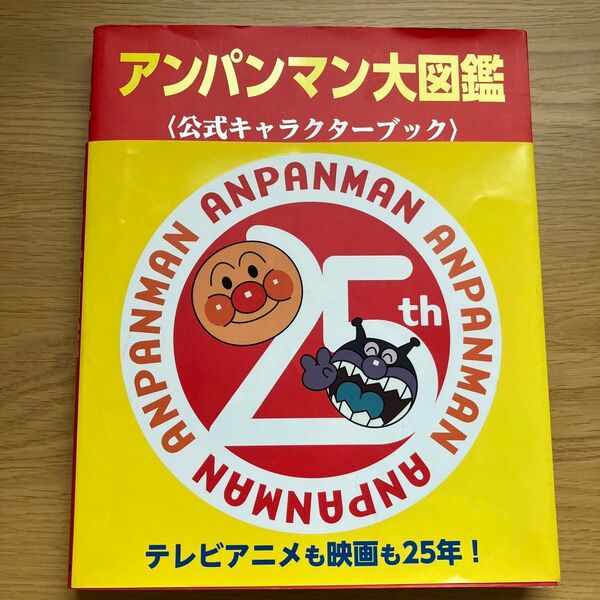 アンパンマン大図鑑
〈公式キャラクターブック〉
ANPANMAN ANPANMAN ANPANMAN ANPANMAN ANPANMAN
25th
テレビアニメも映画も25年！